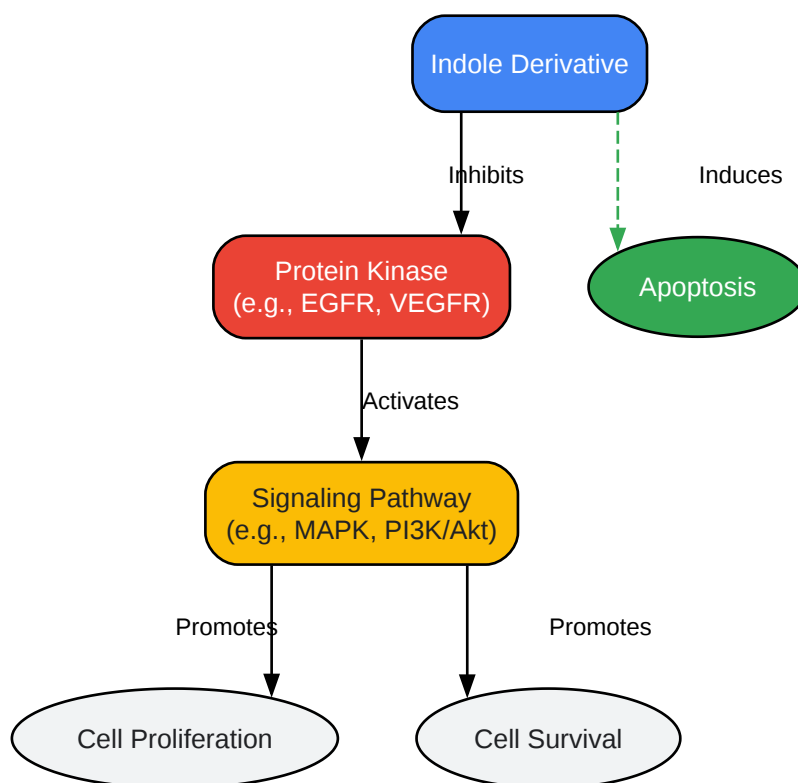 Indole Derivative
Inhibits
Induces
Protein Kinase
(e.g., EGFR, VEGFR)
Apoptosis
Activates
Signaling Pathway
(e.g., MAPK, PI3K/Akt)
Promotes
Promotes
Cell Proliferation
Cell Survival